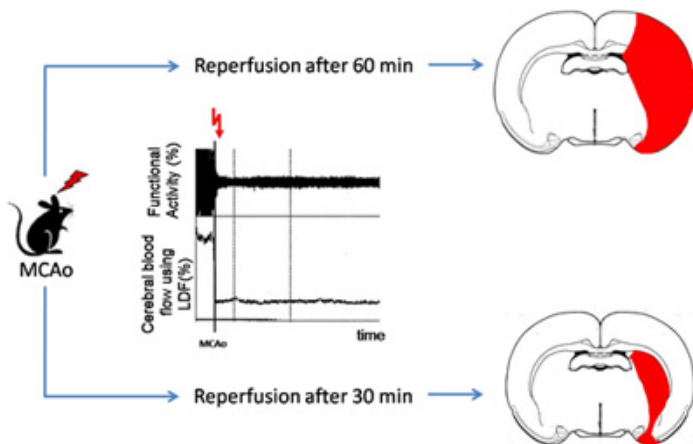 Reperfusion after 60 min
Functional
Activity (%)
Cerebral blood
flow using
LDF(%)
MCAo
time
MCAo
Reperfusion after 30 min